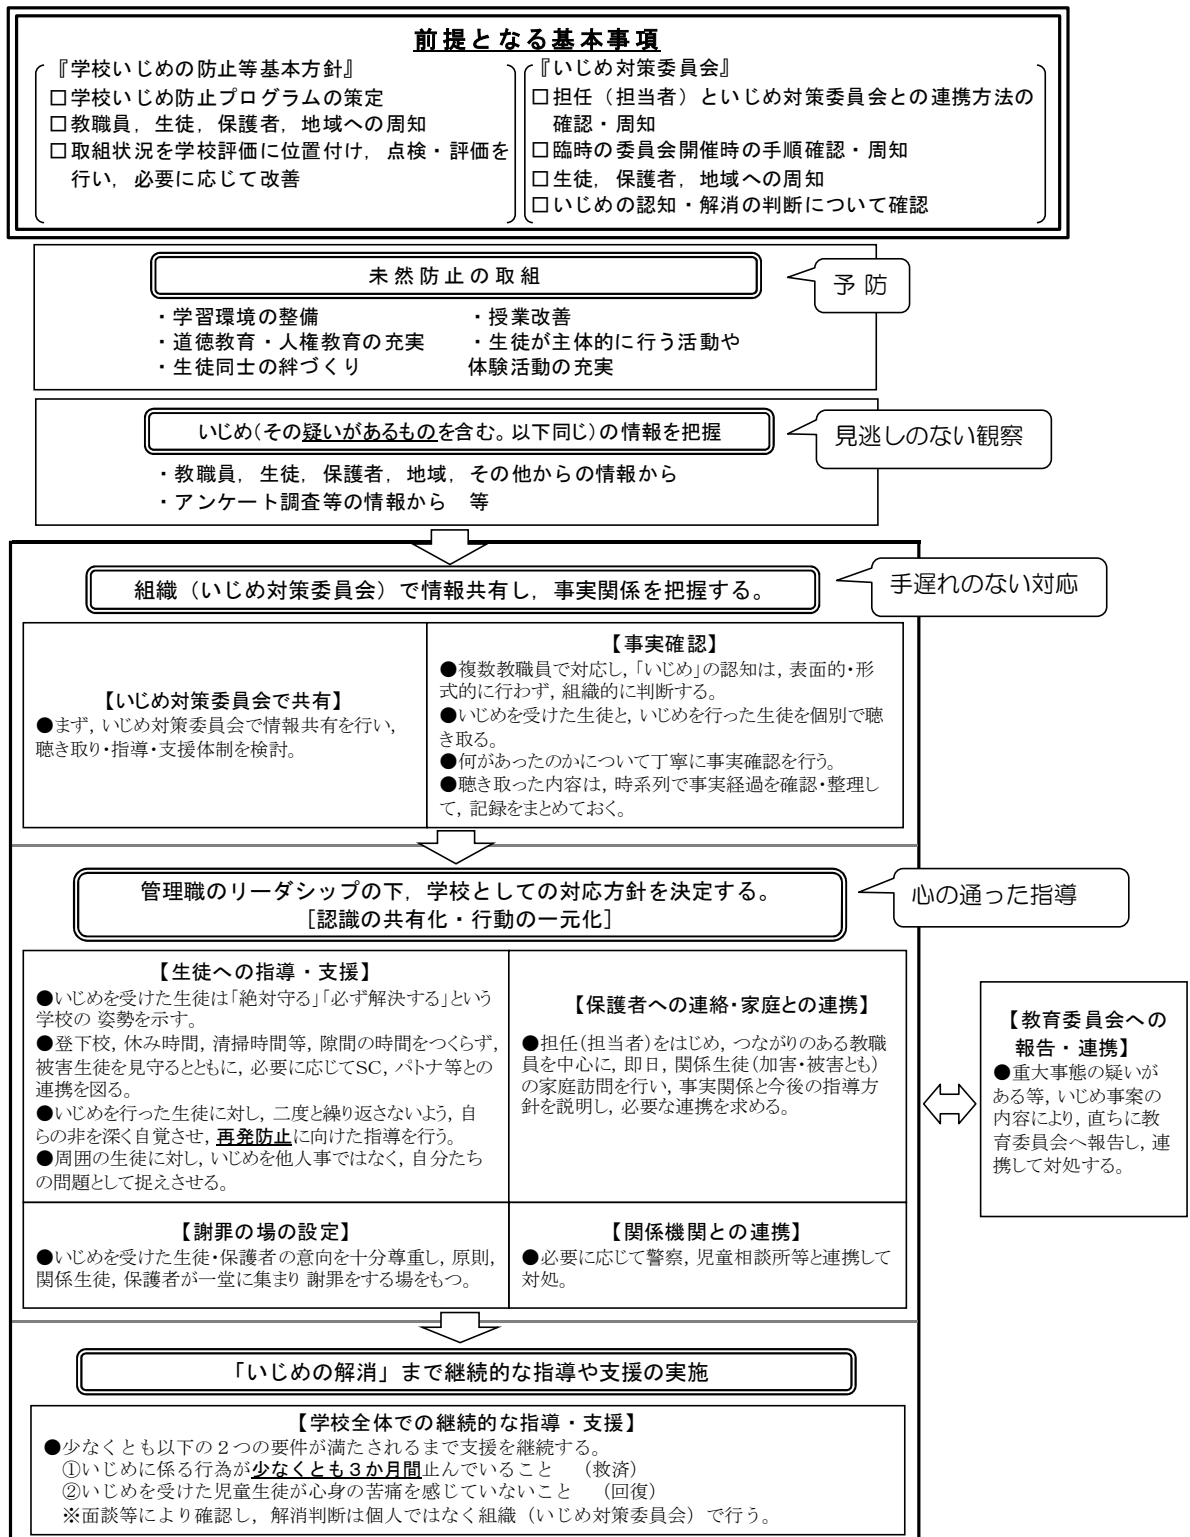 前提となる基本事項
『学校いじめの防止等基本方針』
□学校いじめ防止プログラムの策定
□教職員，生徒，保護者，地域への周知
□取組状況を学校評価に位置付け，点検・評価を
行い，必要に応じて改善
『いじめ対策委員会』
□担任（担当者）といじめ対策委員会との連携方法の
確認・周知
□臨時の委員会開催時の手順確認・周知
□生徒，保護者，地域への周知
□いじめの認知・解消の判断について確認
未然防止の取組
予 防
・学習環境の整備
・道徳教育・人権教育の充実
・生徒同士の絆づくり
・授業改善
・生徒が主体的に行う活動や
体験活動の充実
いじめ（その疑いがあるものを含む。以下同じ）の情報を把握
見逃しのない観察
・教職員，生徒，保護者，地域，その他からの情報から
・アンケート調査等の情報から　等
組織（いじめ対策委員会）で情報共有し，事実関係を把握する。
手遅れのない対応
【いじめ対策委員会で共有】
●まず，いじめ対策委員会で情報共有を行い，
聴き取り・指導・支援体制を検討。
【事実確認】
●複数教職員で対応し，「いじめ」の認知は，表面的・形
式的に行わず，組織的に判断する。
●いじめを受けた生徒と，いじめを行った生徒を個別で聴
き取る。
●何があったのかについて丁寧に事実確認を行う。
●聴き取った内容は，時系列で事実経過を確認・整理し
て，記録をまとめておく。
管理職のリーダシップの下，学校としての対応方針を決定する。
［認識の共有化・行動の一元化］
心の通った指導
【生徒への指導・支援】
●いじめを受けた生徒は「絶対守る」「必ず解決する」という
学校の 姿勢を示す。
●登下校，休み時間，清掃時間等，隙間の時間をつくらず，
被害生徒を見守るとともに，必要に応じてSC，パトナ等との
連携を図る。
●いじめを行った生徒に対し，二度と繰り返さないよう，自
らの非を深く自覚させ，再発防止に向けた指導を行う。
●周囲の生徒に対し，いじめを他人事ではなく，自分たち
の問題として捉えさせる。
【保護者への連絡・家庭との連携】
●担任（担当者）をはじめ，つながりのある教職
員を中心に，即日，関係生徒（加害・被害とも）
の家庭訪問を行い，事実関係と今後の指導方
針を説明し，必要な連携を求める。
【教育委員会への
報告・連携】
●重大事態の疑いが
ある等，いじめ事案の
内容により，直ちに教
育委員会へ報告し，連
携して対処する。
【謝罪の場の設定】
●いじめを受けた生徒・保護者の意向を十分尊重し，原則，
関係生徒，保護者が一堂に集まり 謝罪をする場をもつ。
【関係機関との連携】
●必要に応じて警察，児童相談所等と連携して
対処。
「いじめの解消」まで継続的な指導や支援の実施
【学校全体での継続的な指導・支援】
●少なくとも以下の２つの要件が満たされるまで支援を継続する。
①いじめに係る行為が少なくとも３か月間止んでいること　（救済）
②いじめを受けた児童生徒が心身の苦痛を感じていないこと　（回復）
※面談等により確認し，解消判断は個人ではなく組織（いじめ対策委員会）で行う。